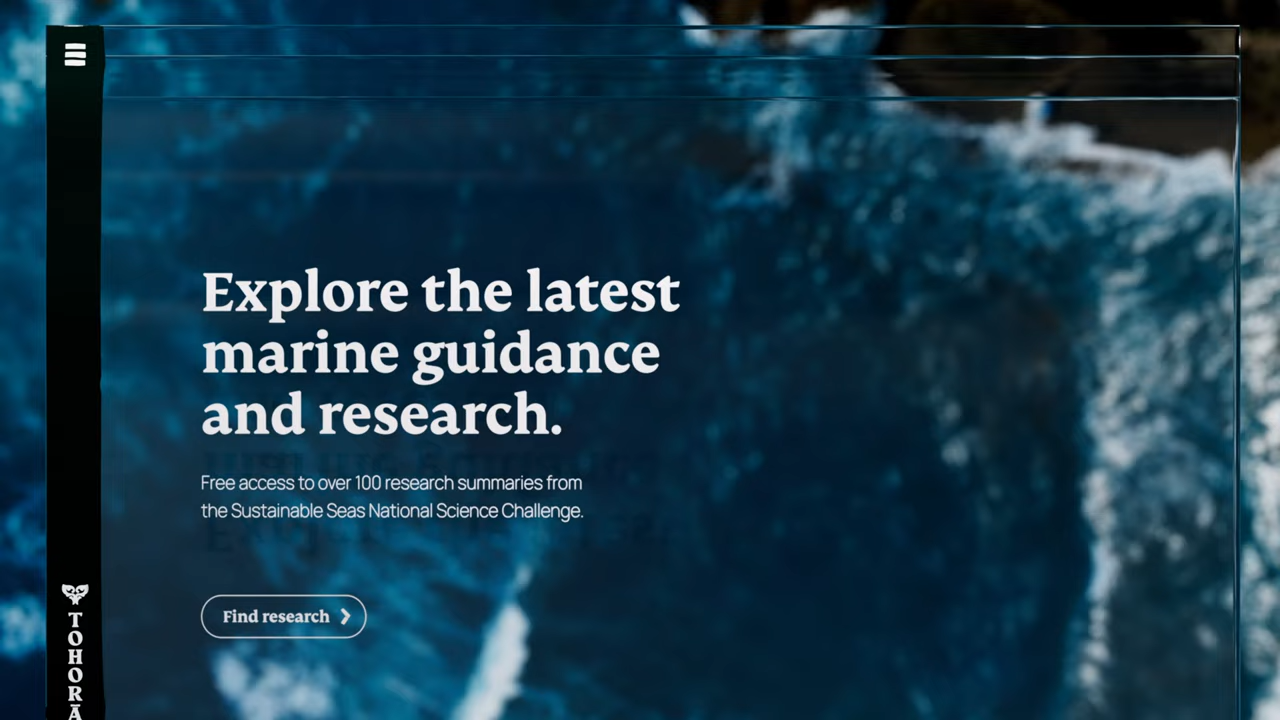 Explore the latest
marine guidance
and research.
Free access to over 100 research summaries from
the Sustainable Seas National Science Challenge.
Find research
TOHORĀ